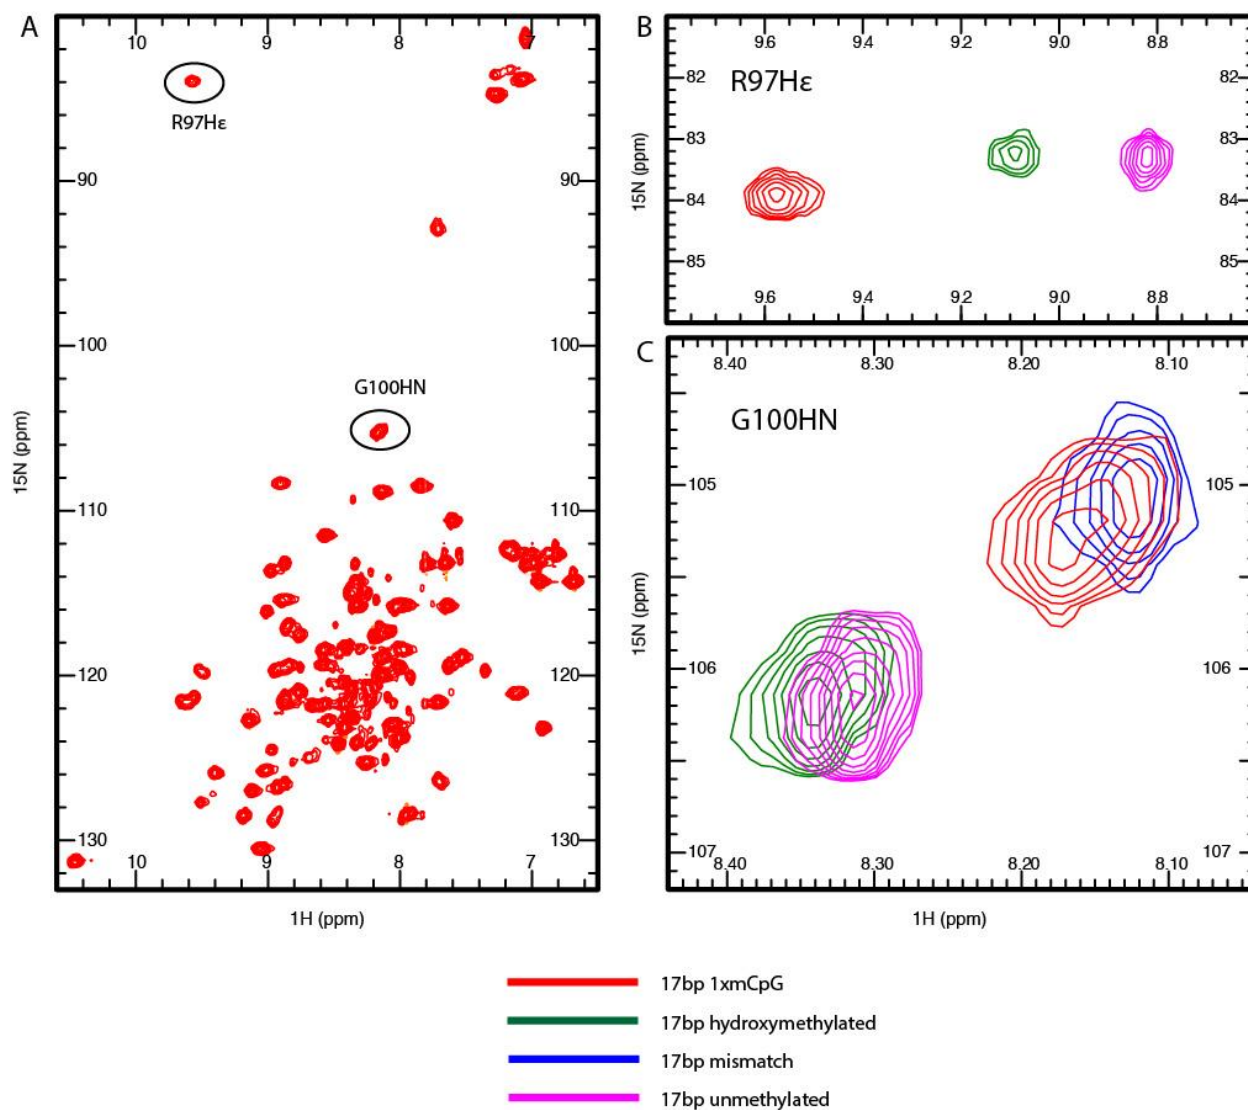 A
10 9 8 7
R97Hε
90 90
100 100
G100HN
15N (ppm)
110 110
120 120
130 130
10 9 8 7
1H (ppm)
B
9.6 9.4 9.2 9.0 8.8
R97Hε
82 82
83 83
15N (ppm)
84 84
85 85
9.6 9.4 9.2 9.0 8.8
C
8.40 8.30 8.20 8.10
G100HN
105 105
15N (ppm)
106 106
107 107
8.40 8.30 8.20 8.10
1H (ppm)
17bp 1xmCpG
17bp hydroxymethylated
17bp mismatch
17bp unmethylated